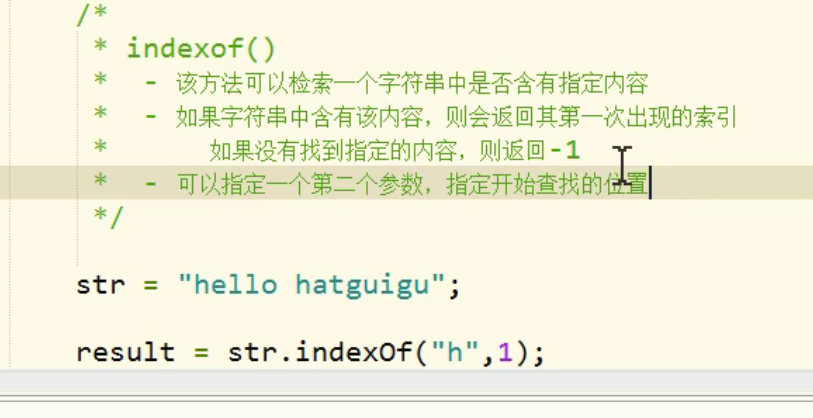 /*
* indexof()
* - 该方法可以检索一个字符串中是否含有指定内容
* - 如果字符串中含有该内容，则会返回其第一次出现的索引
* 如果没有找到指定的内容，则返回-1
* - 可以指定一个第二个参数，指定开始查找的位置
*/
str = "hello hatguigu";
result = str.indexOf("h",1);